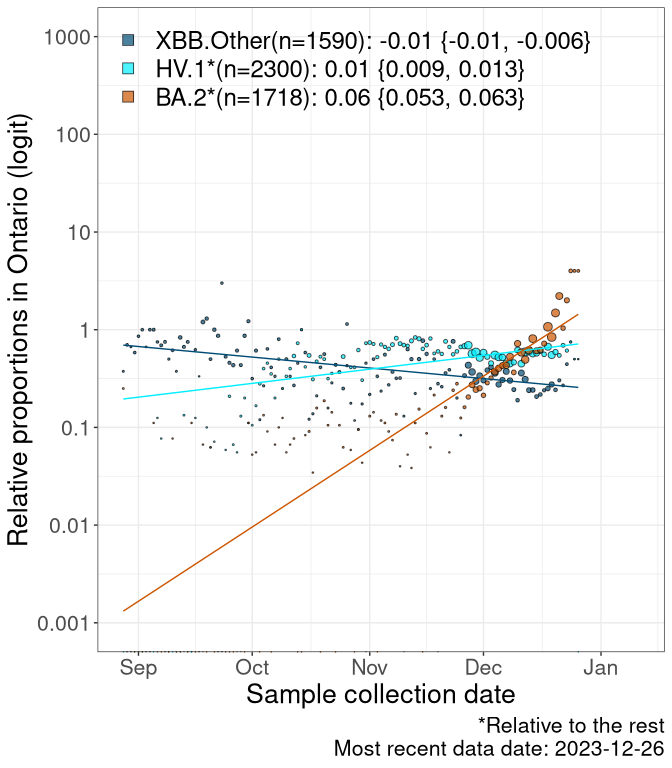 XBB.Other(n=1590): -0.01 {-0.01, -0.006}
HV.1*(n=2300): 0.01 {0.009, 0.013}
BA.2*(n=1718): 0.06 {0.053, 0.063}
Relative proportions in Ontario (logit)
1000
100
10
1
0.1
0.01
0.001
Sep Oct Nov Dec Jan
Sample collection date
*Relative to the rest
Most recent data date: 2023-12-26